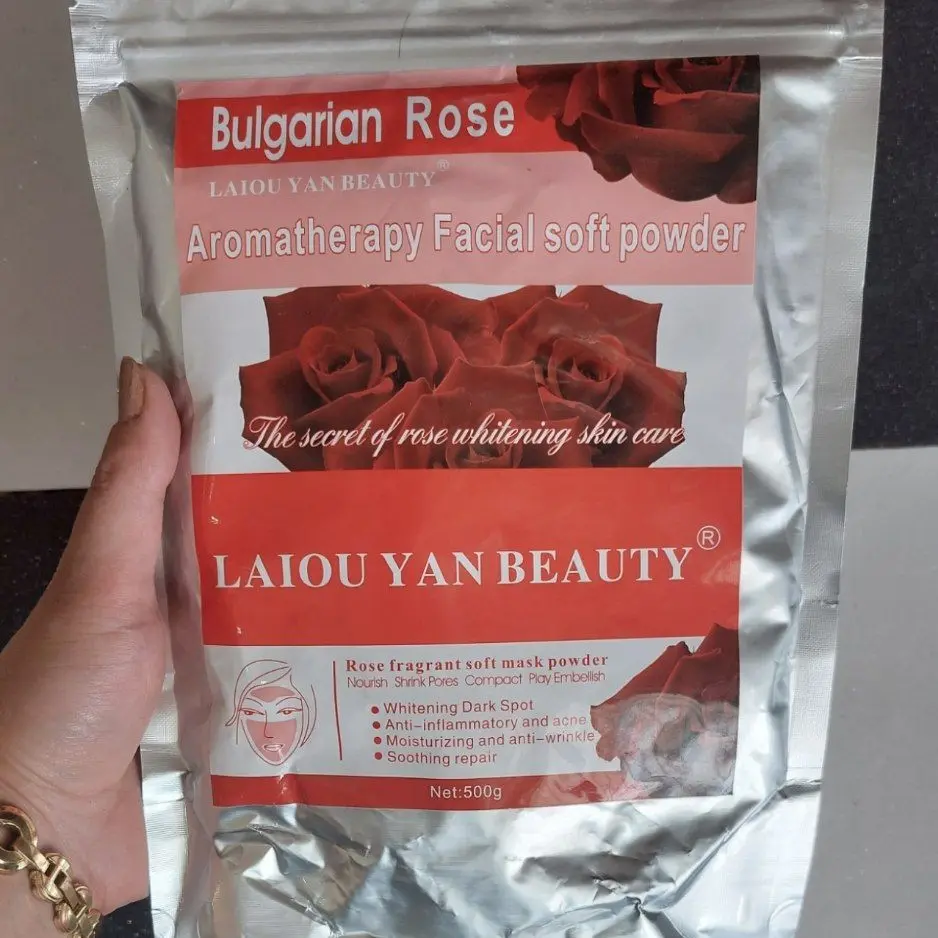 Bulgarian Rose
LAIOU YAN BEAUTY®
Aromatherapy Facial soft powder
The secret of rose whitening skin care
LAIOU YAN BEAUTY®
Rose fragrant soft mask powder
Nourish Shrink Pores Compact Play Embellish
• Whitening Dark Spot
• Anti-inflammatory and acne
• Moisturizing and anti-wrinkle
• Soothing repair
Net:500g